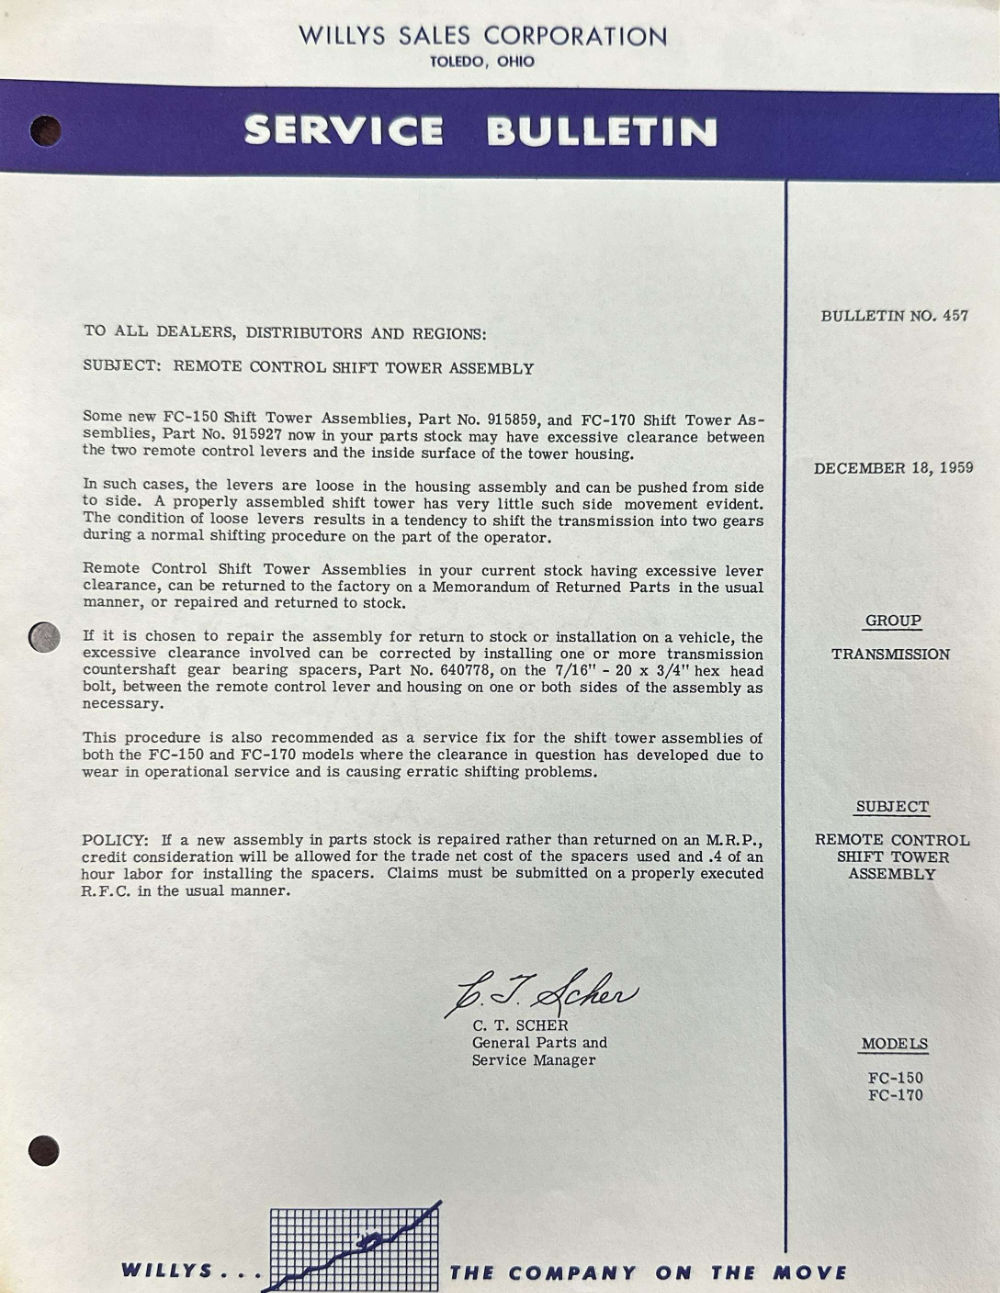 WILLYS SALES CORPORATION
TOLEDO, OHIO
SERVICE BULLETIN
BULLETIN NO. 457
TO ALL DEALERS, DISTRIBUTORS AND REGIONS:
SUBJECT: REMOTE CONTROL SHIFT TOWER ASSEMBLY
Some new FC-150 Shift Tower Assemblies, Part No. 915859, and FC-170 Shift Tower As-
semblies, Part No. 915927 now in your parts stock may have excessive clearance between
the two remote control levers and the inside surface of the tower housing.
DECEMBER 18, 1959
In such cases, the levers are loose in the housing assembly and can be pushed from side
to side. A properly assembled shift tower has very little such side movement evident.
The condition of loose levers results in a tendency to shift the transmission into two gears
during a normal shifting procedure on the part of the operator.
Remote Control Shift Tower Assemblies in your current stock having excessive lever
clearance, can be returned to the factory on a Memorandum of Returned Parts in the usual
manner, or repaired and returned to stock.
GROUP
TRANSMISSION
If it is chosen to repair the assembly for return to stock or installation on a vehicle, the
excessive clearance involved can be corrected by installing one or more transmission
countershaft gear bearing spacers, Part No. 640778, on the 7/16" - 20 x 3/4" hex head
bolt, between the remote control lever and housing on one or both sides of the assembly as
necessary.
This procedure is also recommended as a service fix for the shift tower assemblies of
both the FC-150 and FC-170 models where the clearance in question has developed due to
wear in operational service and is causing erratic shifting problems.
SUBJECT
REMOTE CONTROL
SHIFT TOWER
ASSEMBLY
POLICY: If a new assembly in parts stock is repaired rather than returned on an M.R.P.,
credit consideration will be allowed for the trade net cost of the spacers used and .4 of an
hour labor for installing the spacers. Claims must be submitted on a properly executed
R.F.C. in the usual manner.
C. T. Scher
C. T. SCHER
General Parts and
Service Manager
MODELS
FC-150
FC-170
WILLYS... THE COMPANY ON THE MOVE